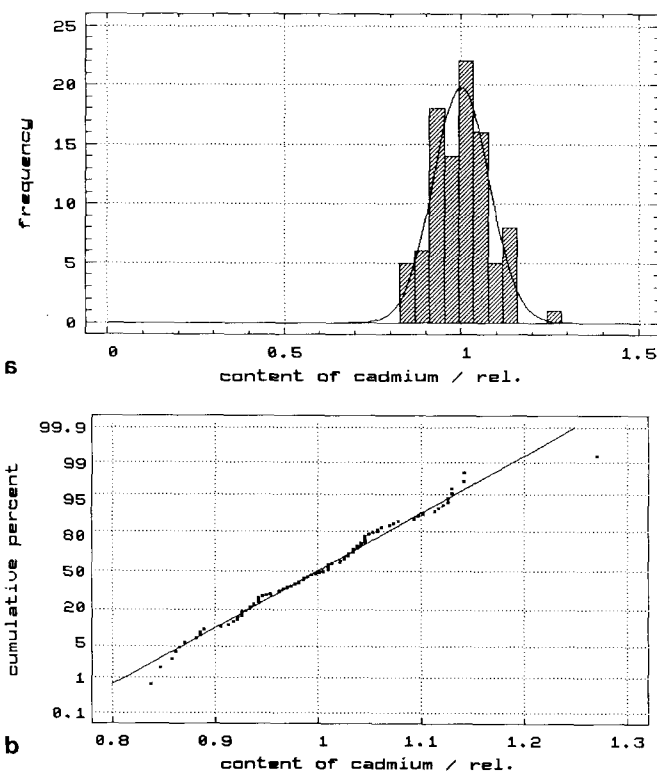 25
20
15
10
5
0
frequency
0 0.5 1 1.5
content of cadmium / rel.
a
99.9
99
95
80
50
20
5
1
0.1
cumulative percent
0.8 0.9 1 1.1 1.2 1.3
content of cadmium / rel.
b